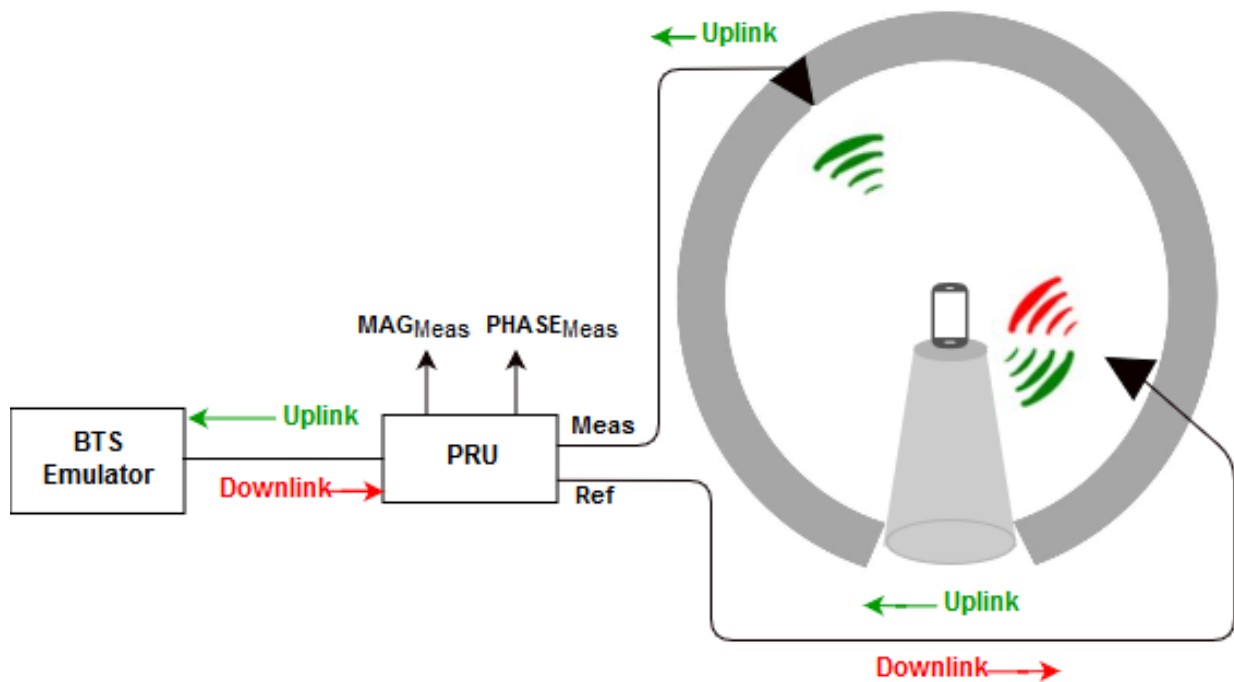 Uplink
MAGMeas PHASEMeas
Uplink
BTS
Emulator
PRU
Meas
Downlink
Ref
Uplink
Downlink